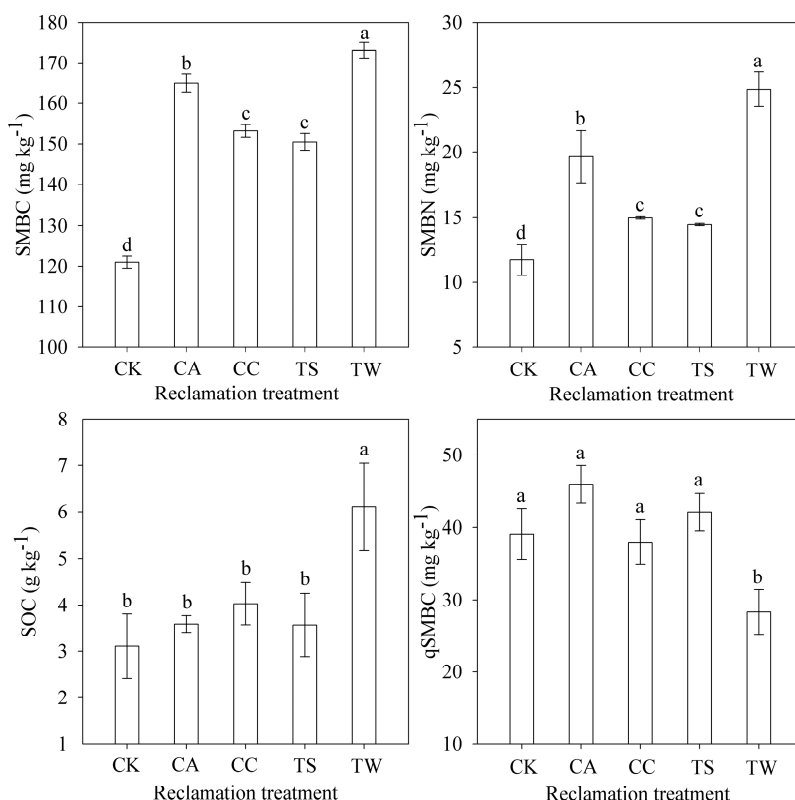 SMBC (mg kg-1)
180
170
160
150
140
130
120
110
100
d
b
c
c
a
CK CA CC TS TW
Reclamation treatment
SMBN (mg kg-1)
30
25
20
15
10
5
d
b
c
c
a
CK CA CC TS TW
Reclamation treatment
SOC (g kg-1)
8
7
6
5
4
3
2
1
b
b
b
b
a
CK CA CC TS TW
Reclamation treatment
qSMBC (mg kg-1)
50
40
30
20
10
a
a
a
a
b
CK CA CC TS TW
Reclamation treatment